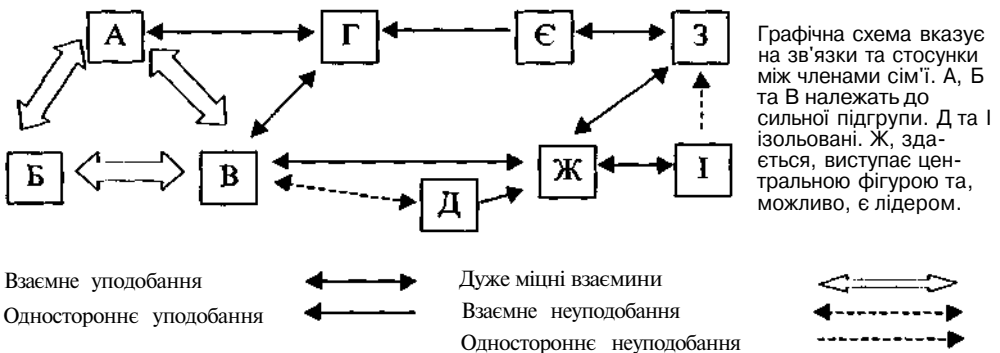 А
Г
Є
З
Графічна схема вказує
на зв'язки та стосунки
між членами сім'ї. А, Б
та В належать до
сильної підгрупи. Д та І
ізольовані. Ж, зда-
ється, виступає цен-
тральною фігурою та,
можливо, є лідером.
Б
В
Д
Ж
І
Взаємне уподобання
Одностороннє уподобання
Дуже міцні взаємини
Взаємне неуподобання
Одностороннє неуподобання